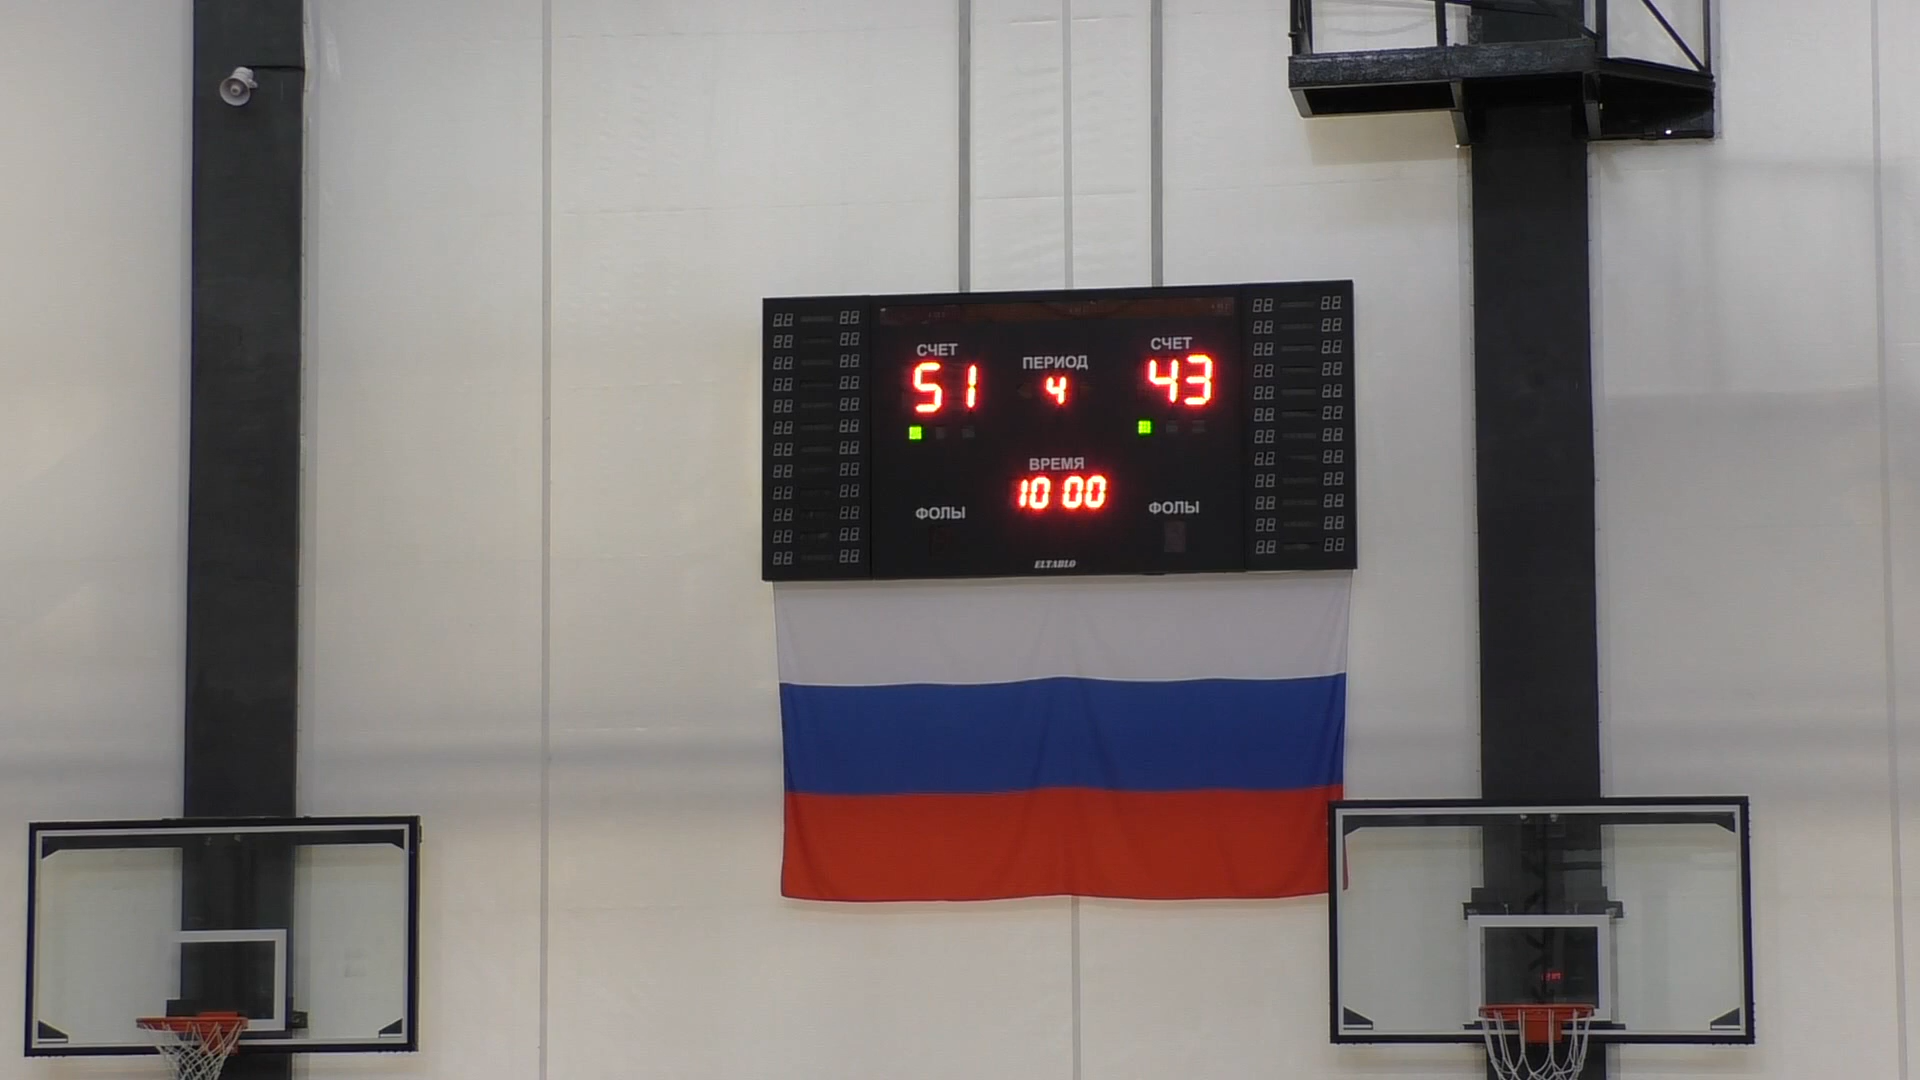 СЧЕТ ПЕРИОД СЧЕТ
51 4 43
ВРЕМЯ
10 00
ФОЛЫ ФОЛЫ
ELTABLO